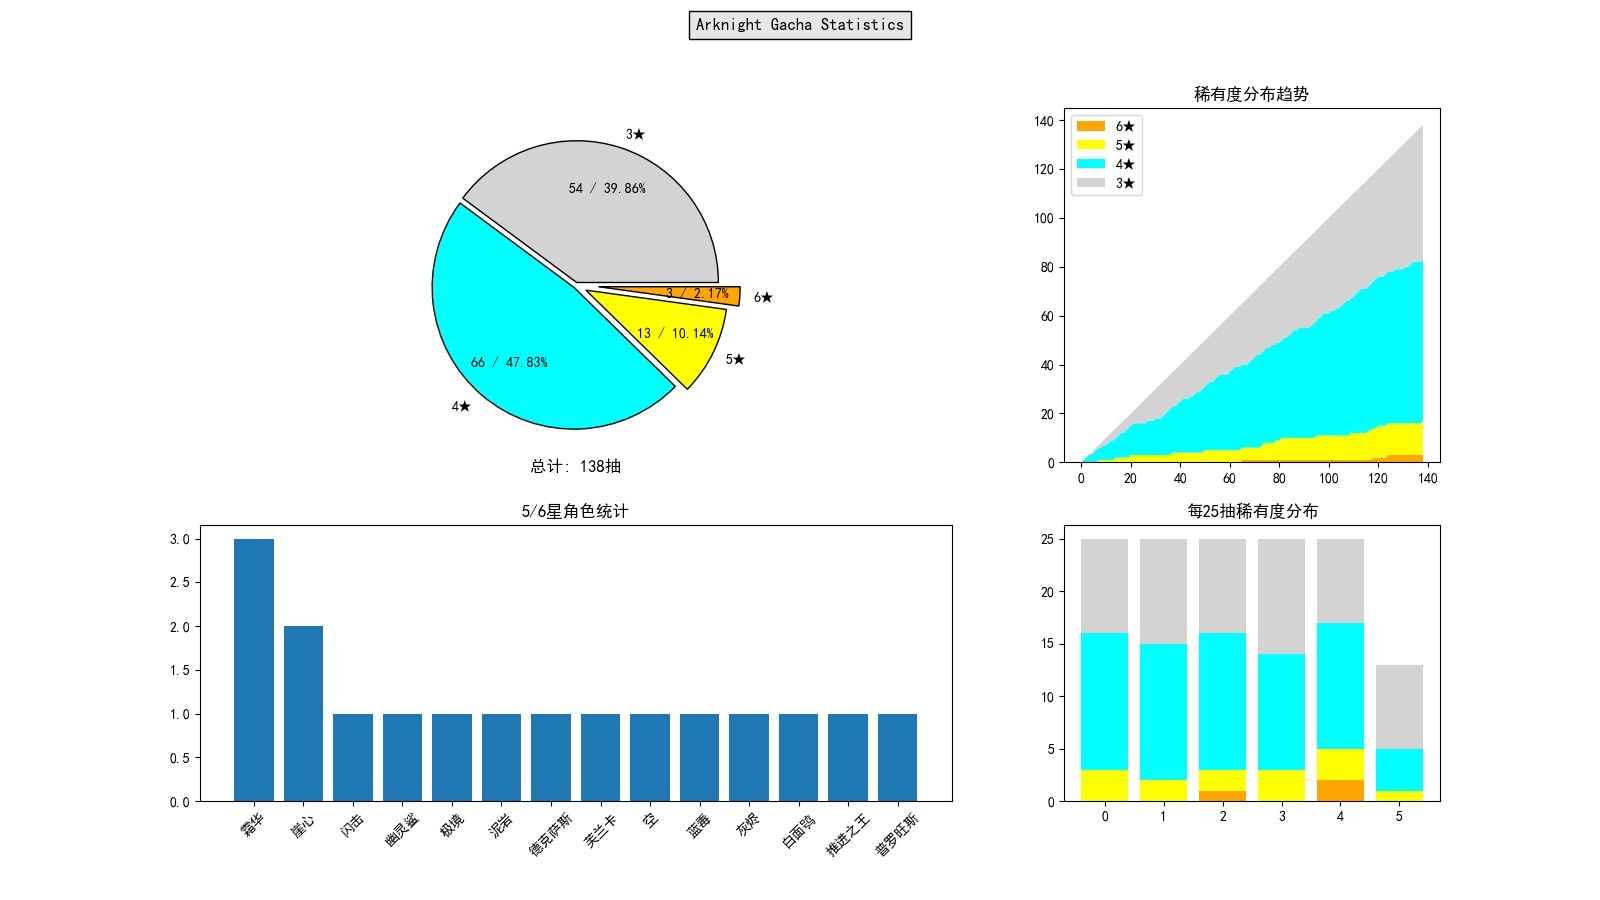 Arknight Gacha Statistics
3★
54 / 39.86%
3 / 2.17%
6★
13 / 10.14%
5★
66 / 47.83%
4★
总计: 138抽
稀有度分布趋势
6★
5★
4★
3★
140
120
100
80
60
40
20
0
0 20 40 60 80 100 120 140
5/6星角色统计
3.0
2.5
2.0
1.5
1.0
0.5
0.0
霜华 崖心 闪击 幽灵鲨 极境 泥岩 德克萨斯 芙兰卡 空 蓝毒 灰烬 白面鸮 推进之王 普罗旺斯
每25抽稀有度分布
25
20
15
10
5
0
0 1 2 3 4 5